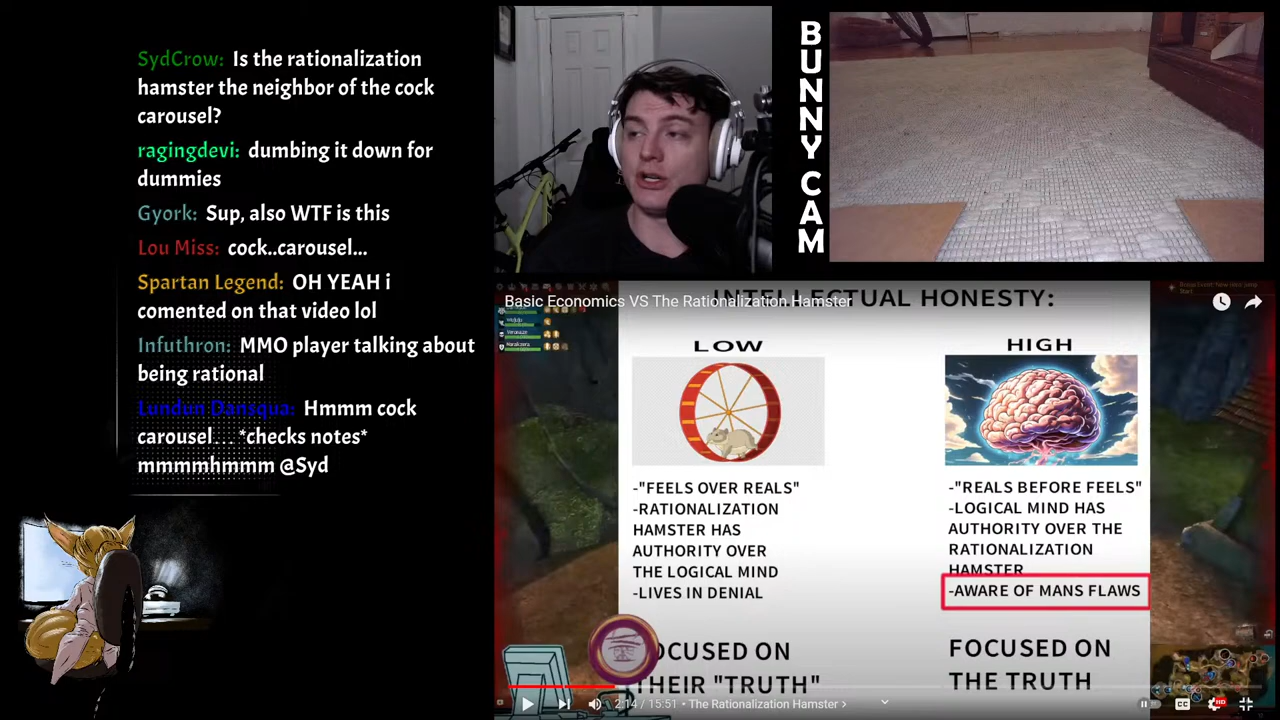 SydCrow: Is the rationalization
hamster the neighbor of the cock
carousel?
ragingdevi: dumbing it down for
dummies
Gyork: Sup, also WTF is this
Lou Miss: cock..carousel...
Spartan Legend: OH YEAH i
comented on that video lol
Infuthron: MMO player talking about
being rational
Lundun Dansqua: Hmmm cock
carousel... *checks notes*
mmmmhmmm @Syd
BUNNY CAM
Basic Economics VS The Rationalization Hamster
INTELLECTUAL HONESTY:
LOW
-"FEELS OVER REALS"
-RATIONALIZATION
HAMSTER HAS
AUTHORITY OVER
THE LOGICAL MIND
-LIVES IN DENIAL
OCUSED ON
THEIR "TRUTH"
HIGH
-"REALS BEFORE FEELS"
-LOGICAL MIND HAS
AUTHORITY OVER THE
RATIONALIZATION
HAMSTER
-AWARE OF MANS FLAWS
FOCUSED ON
THE TRUTH
2:14 / 15:51 • The Rationalization Hamster >
CC
HD